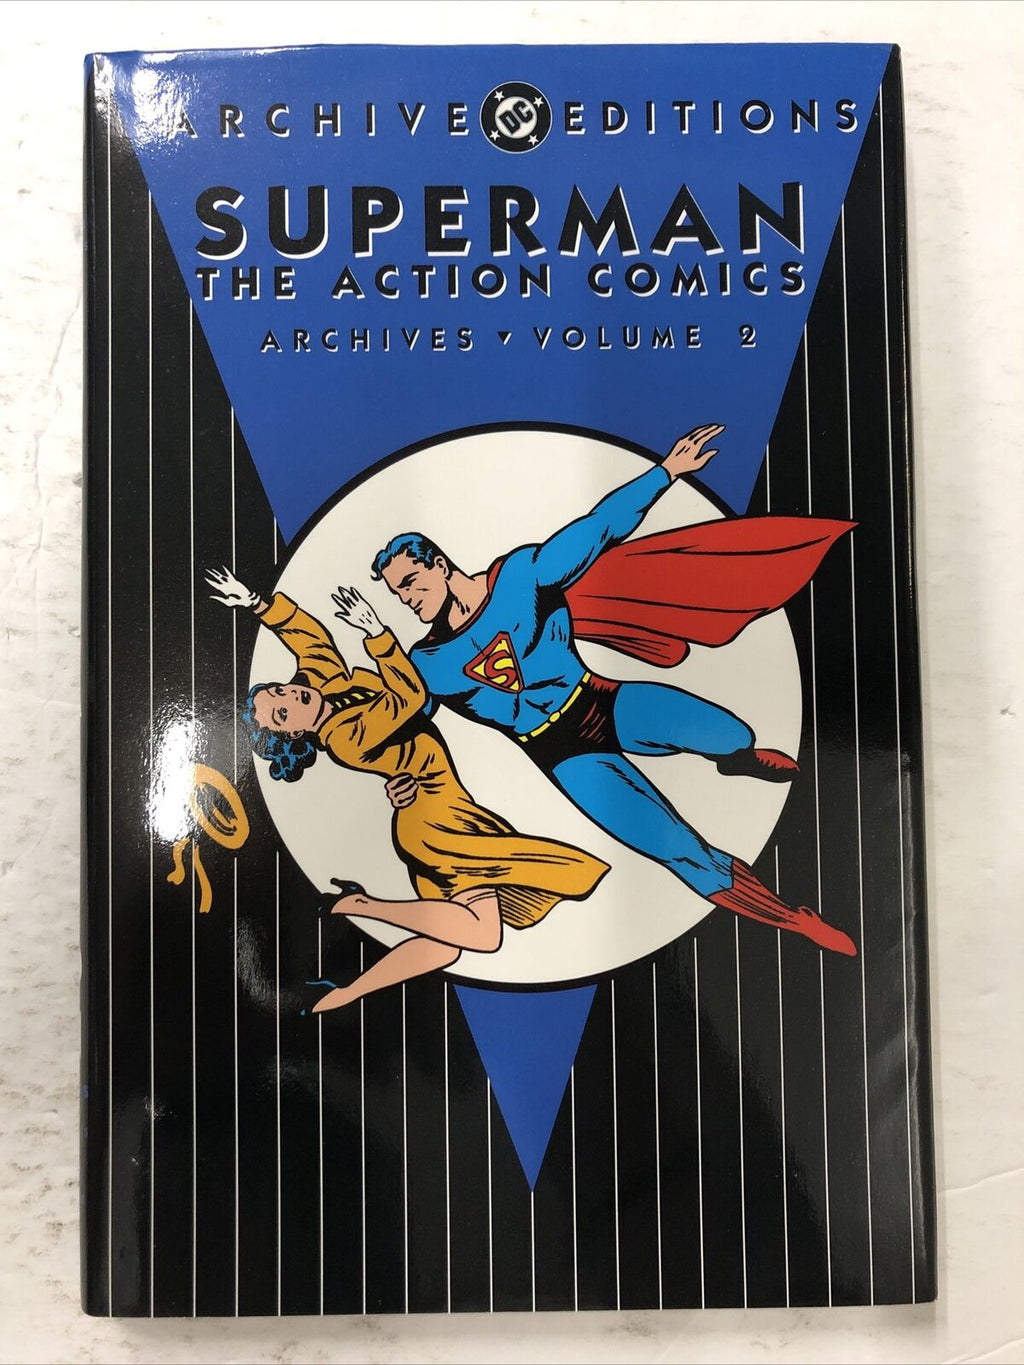 ARCHIVE DC EDITIONS
SUPERMAN
THE ACTION COMICS
ARCHIVES ▾ VOLUME 2
S